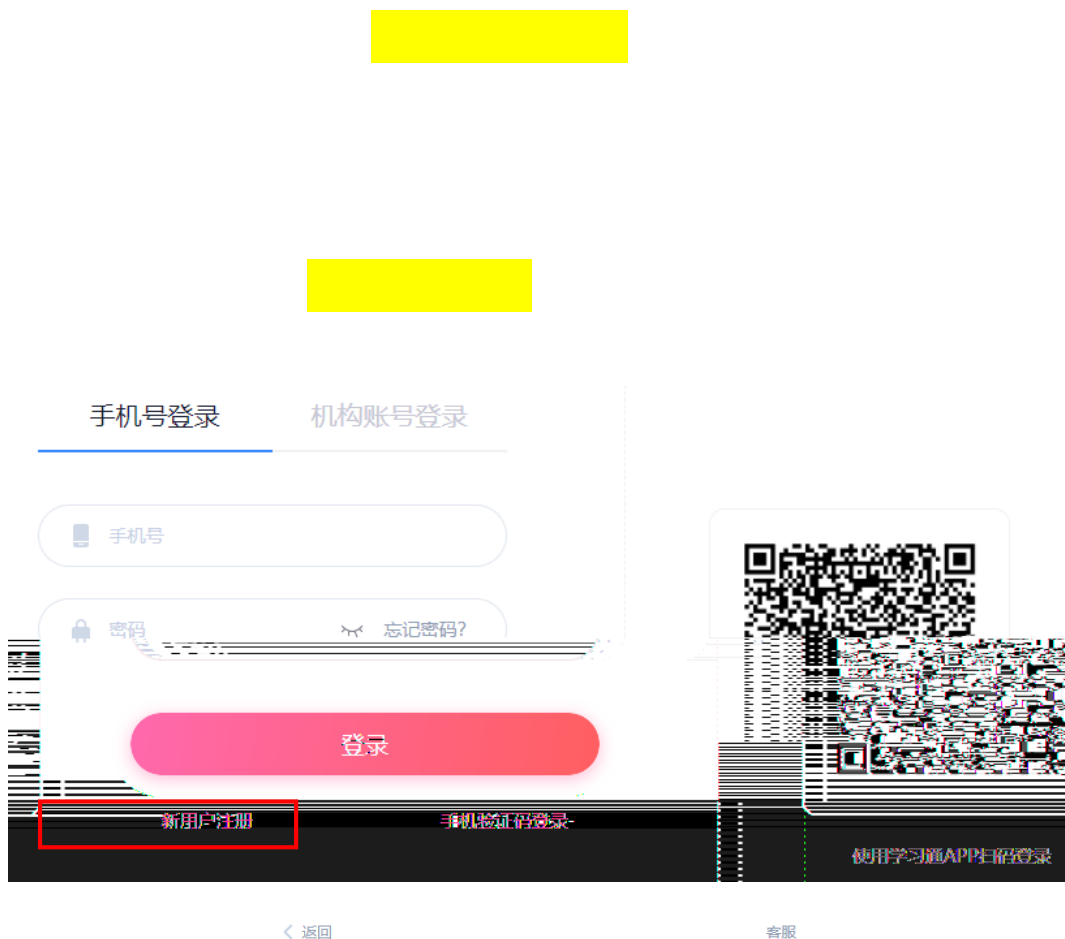 手机号登录 机构账号登录
手机号
密码 忘记密码?
登录
新用户注册 手机验证码登录
使用学习通APP扫码登录
返回 客服